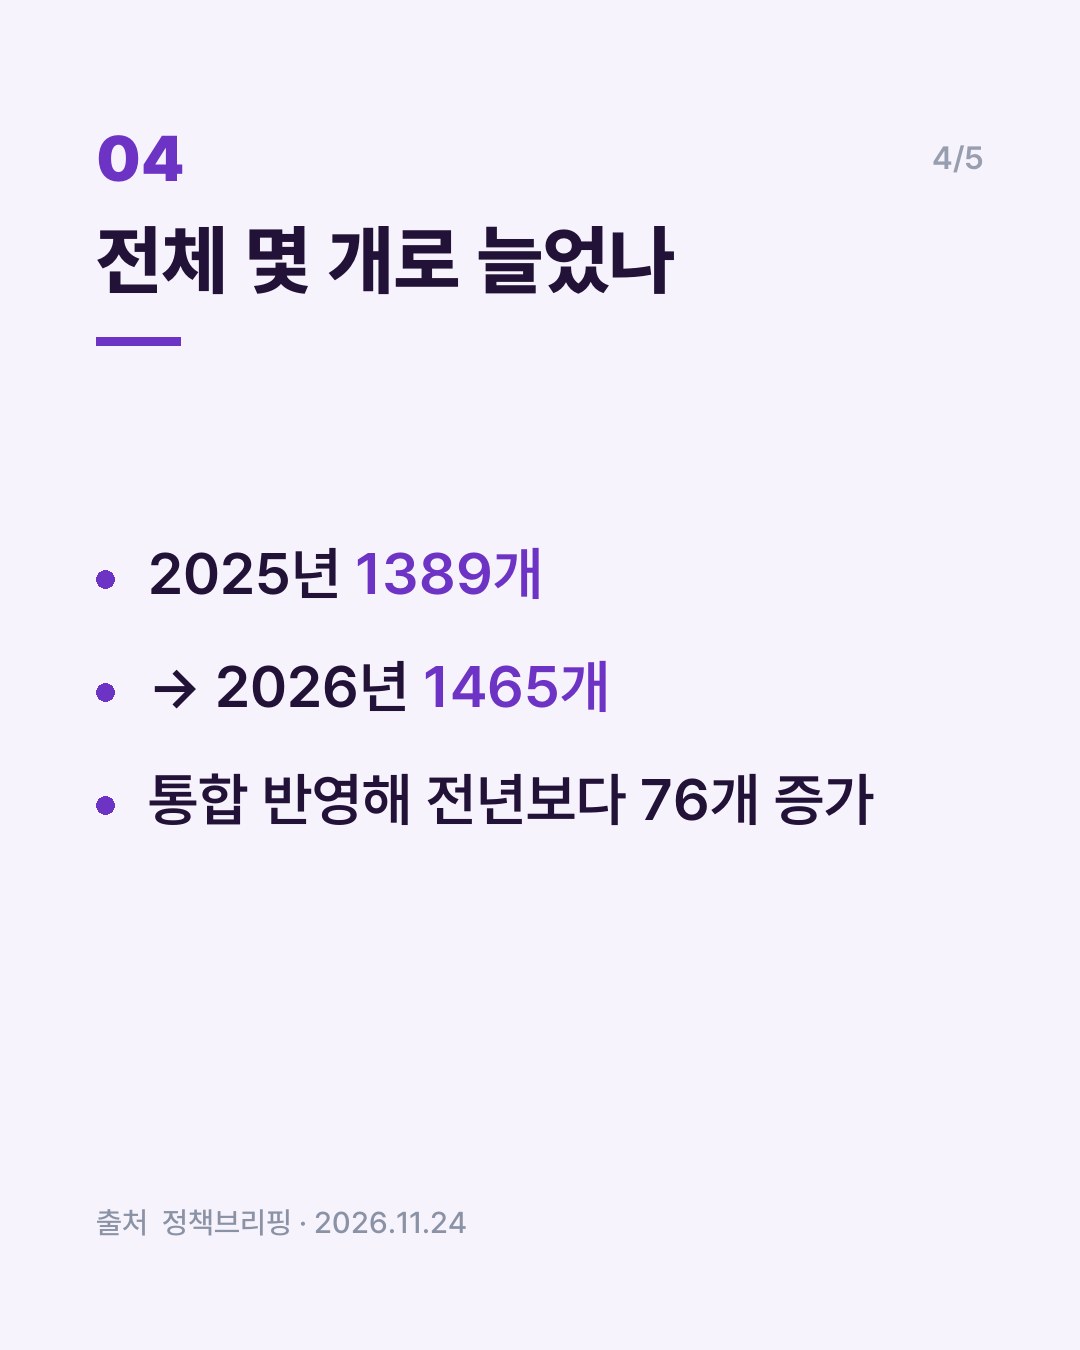 04
4/5
전체 몇 개로 늘었나
• 2025년 1389개
• → 2026년 1465개
• 통합 반영해 전년보다 76개 증가
출처 정책브리핑 · 2026.11.24